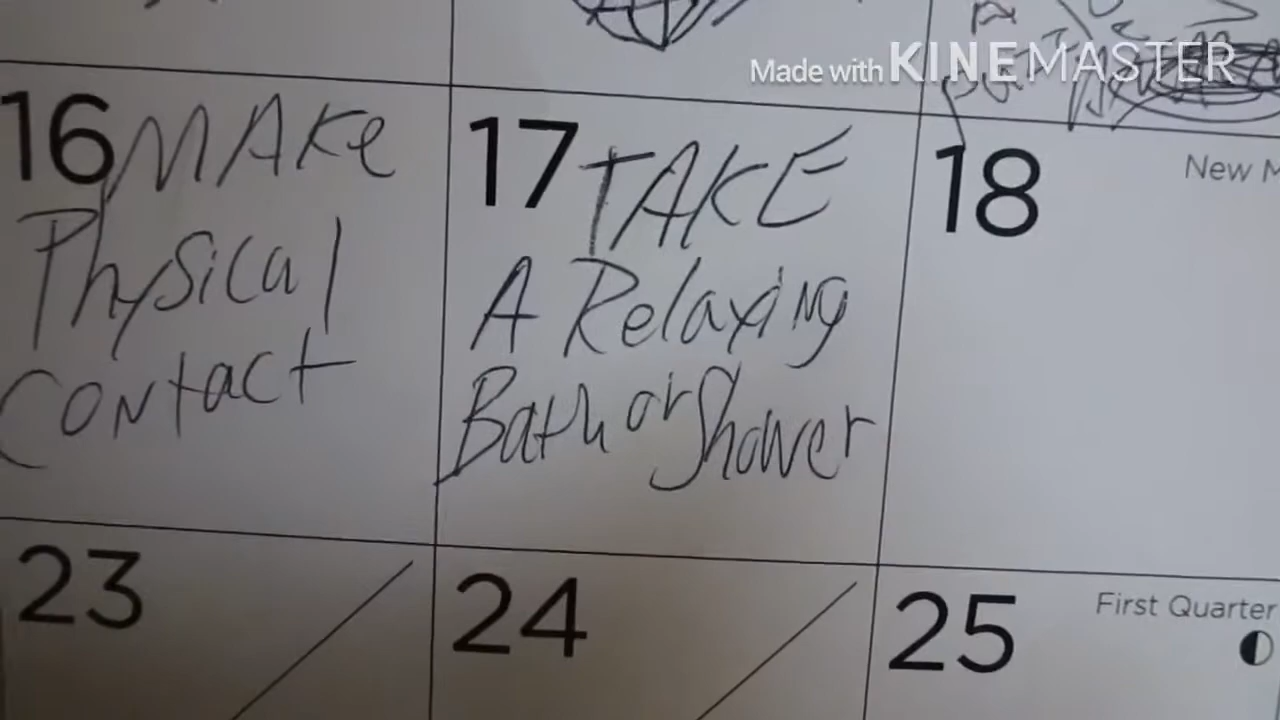 Made with KINEMASTER
16 MAKe
Physical
Contact
17 TAKE
A Relaxing
Bath or Shower
18
New M
23
24
25
First Quarter